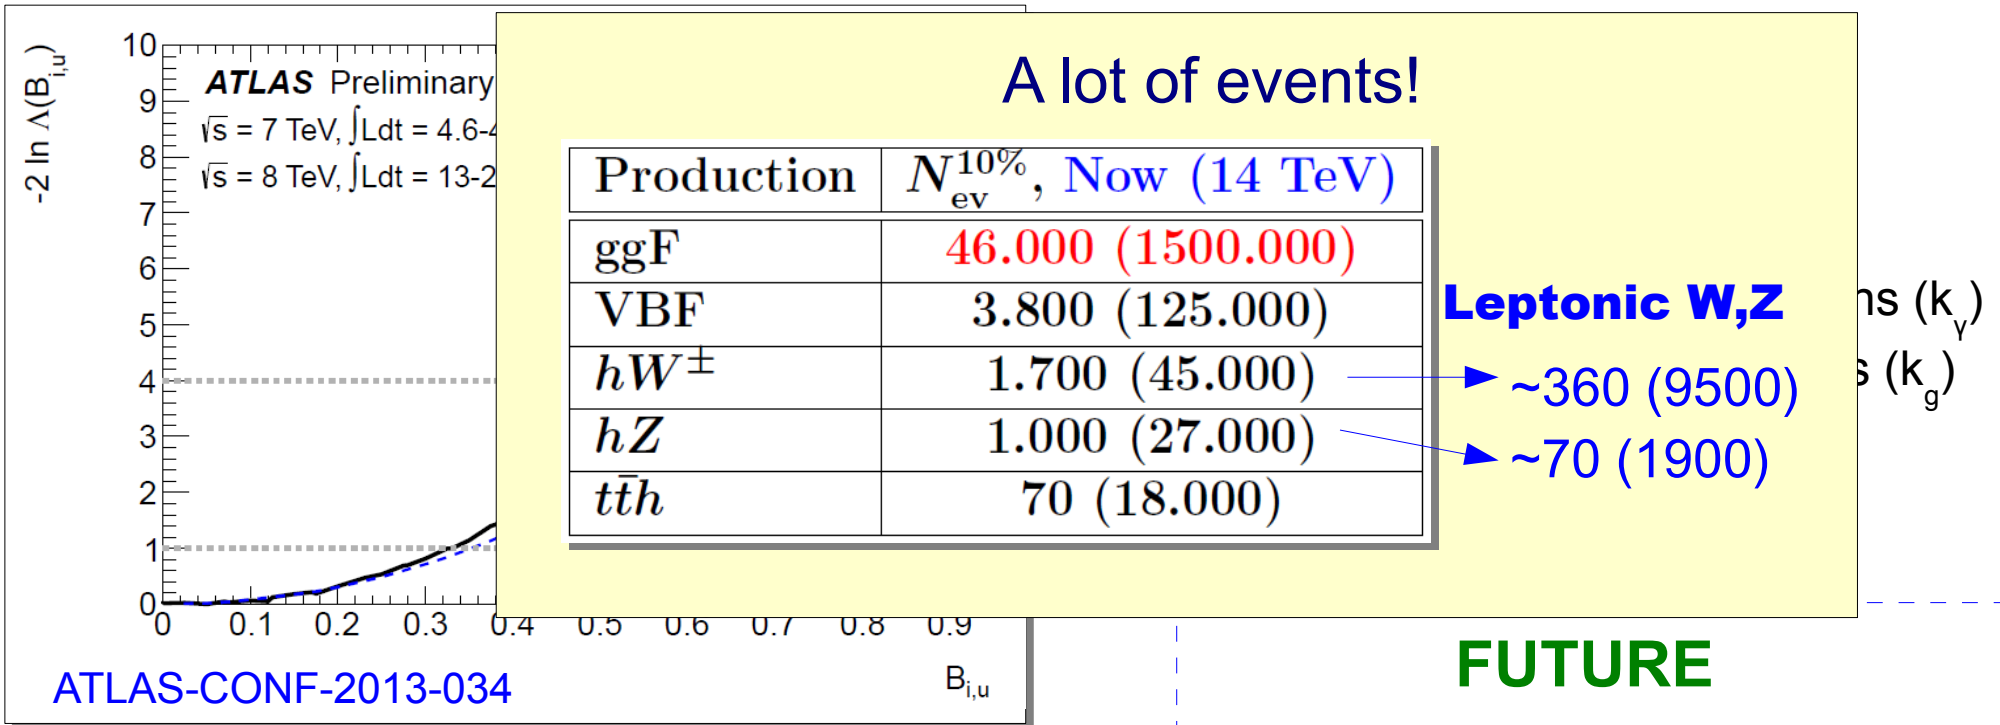 -2 ln Λ(B_{i,u})
10
9
8
7
6
5
4
3
2
1
0
ATLAS Preliminary
√s = 7 TeV, ∫Ldt = 4.6-4
√s = 8 TeV, ∫Ldt = 13-2
0 0.1 0.2 0.3 0.4 0.5 0.6 0.7 0.8 0.9
B_{i,u}
ATLAS-CONF-2013-034
A lot of events!
Production N_{ev}^{10%}, Now (14 TeV)
ggF 46.000 (1500.000)
VBF 3.800 (125.000)
hW^± 1.700 (45.000)
hZ 1.000 (27.000)
tt̄h 70 (18.000)
Leptonic W,Z
~360 (9500)
~70 (1900)
ns (k_γ)
s (k_g)
FUTURE